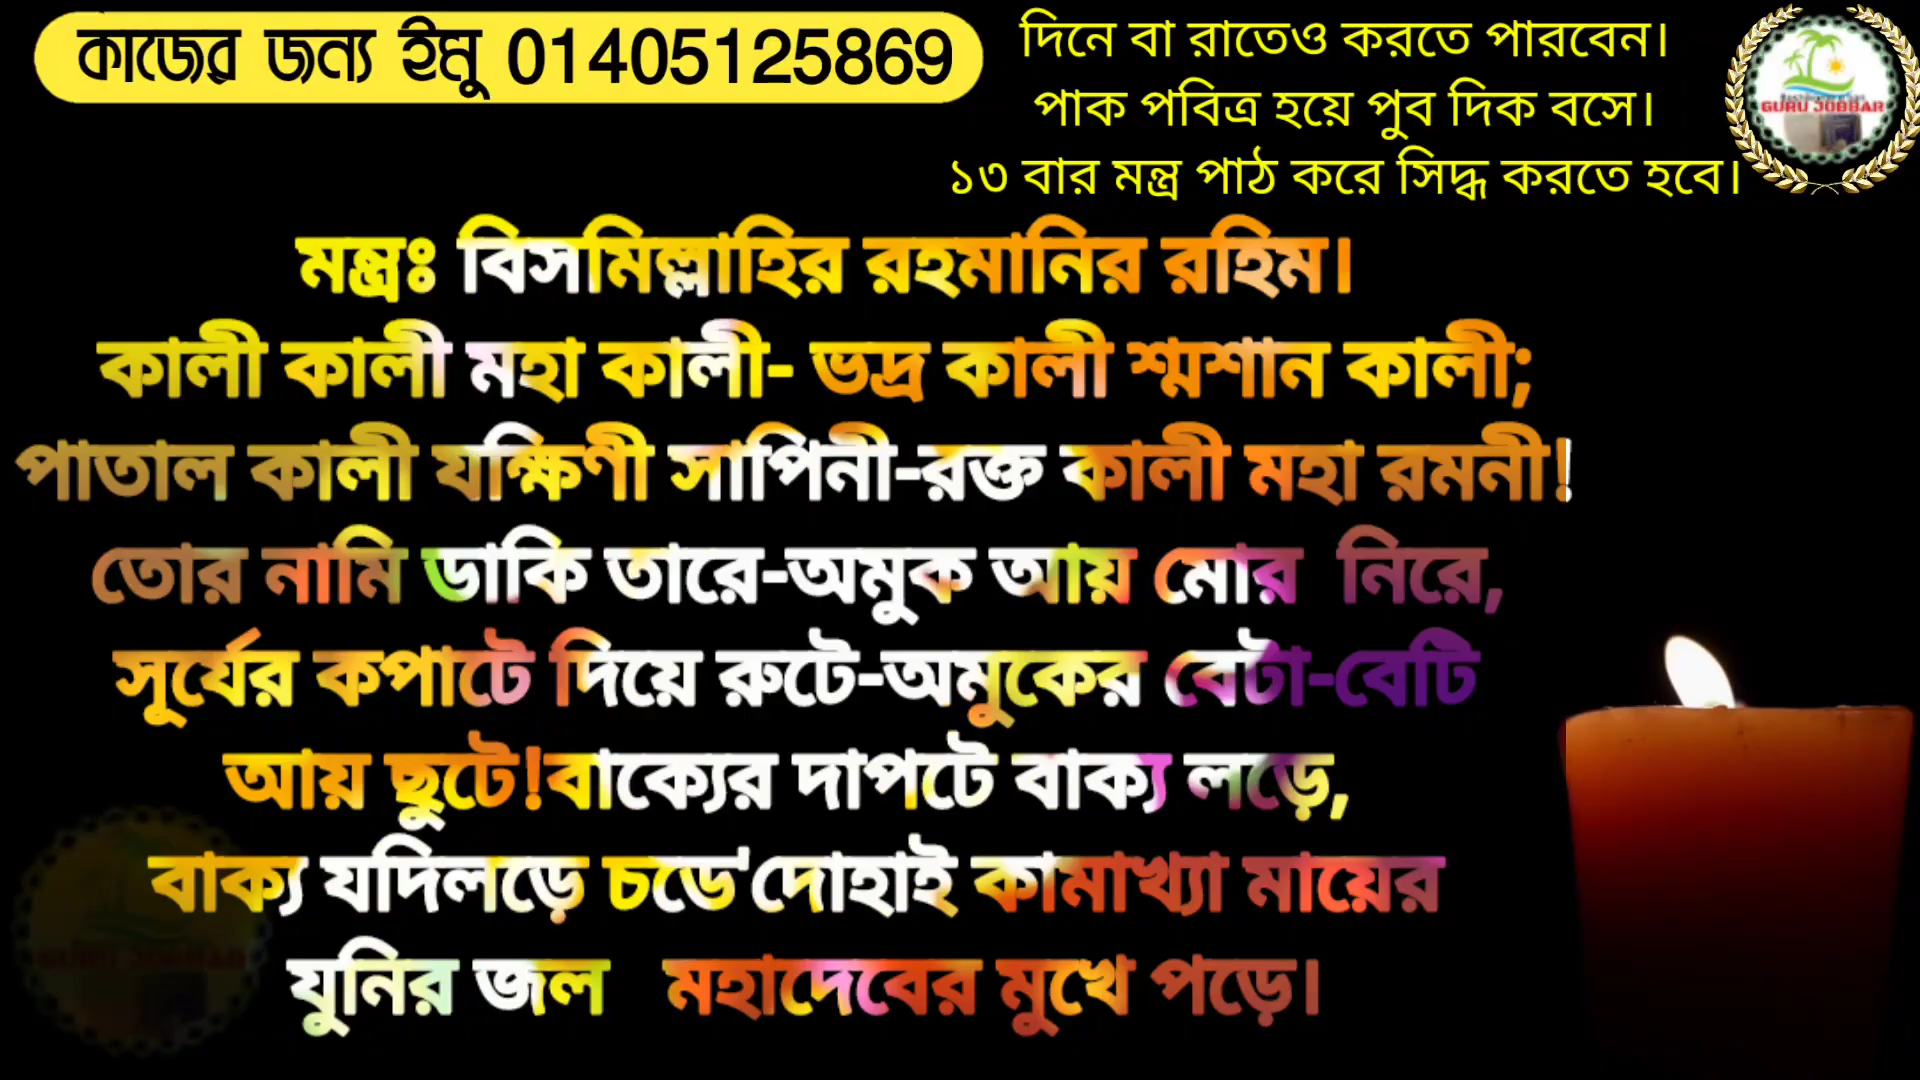 কাজের জন্য ইমু 01405125869
দিনে বা রাতেও করতে পারবেন।
পাক পবিত্র হয়ে পুব দিক বসে।
১৩ বার মন্ত্র পাঠ করে সিদ্ধ করতে হবে।
GURU JOBBAR
মন্ত্রঃ বিসমিল্লাহির রহমানির রহিম।
কালী কালী মহা কালী- ভদ্র কালী শ্মশান কালী;
পাতাল কালী যক্ষিণী সাপিনী-রক্ত কালী মহা রমনী!
তোর নামি ডাকি তারে-অমুক আয় মোর নিরে,
সূর্যের কপাটে দিয়ে রুটে-অমুকের বেটা-বেটি
আয় ছুটে!বাক্যের দাপটে বাক্য লড়ে,
বাক্য যদিলড়ে চডে'দোহাই কামাখ্যা মায়ের
যুনির জল মহাদেবের মুখে পড়ে।
GURU JOBBAR